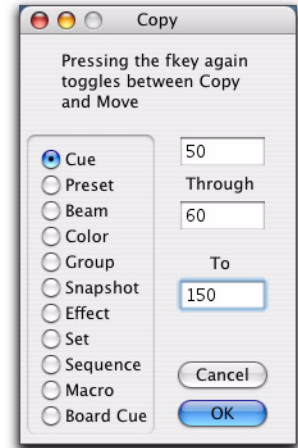 Copy
Pressing the fkey again
toggles between Copy
and Move
Cue
Preset
Beam
Color
Group
Snapshot
Effect
Set
Sequence
Macro
Board Cue
50
Through
60
To
150
Cancel
OK